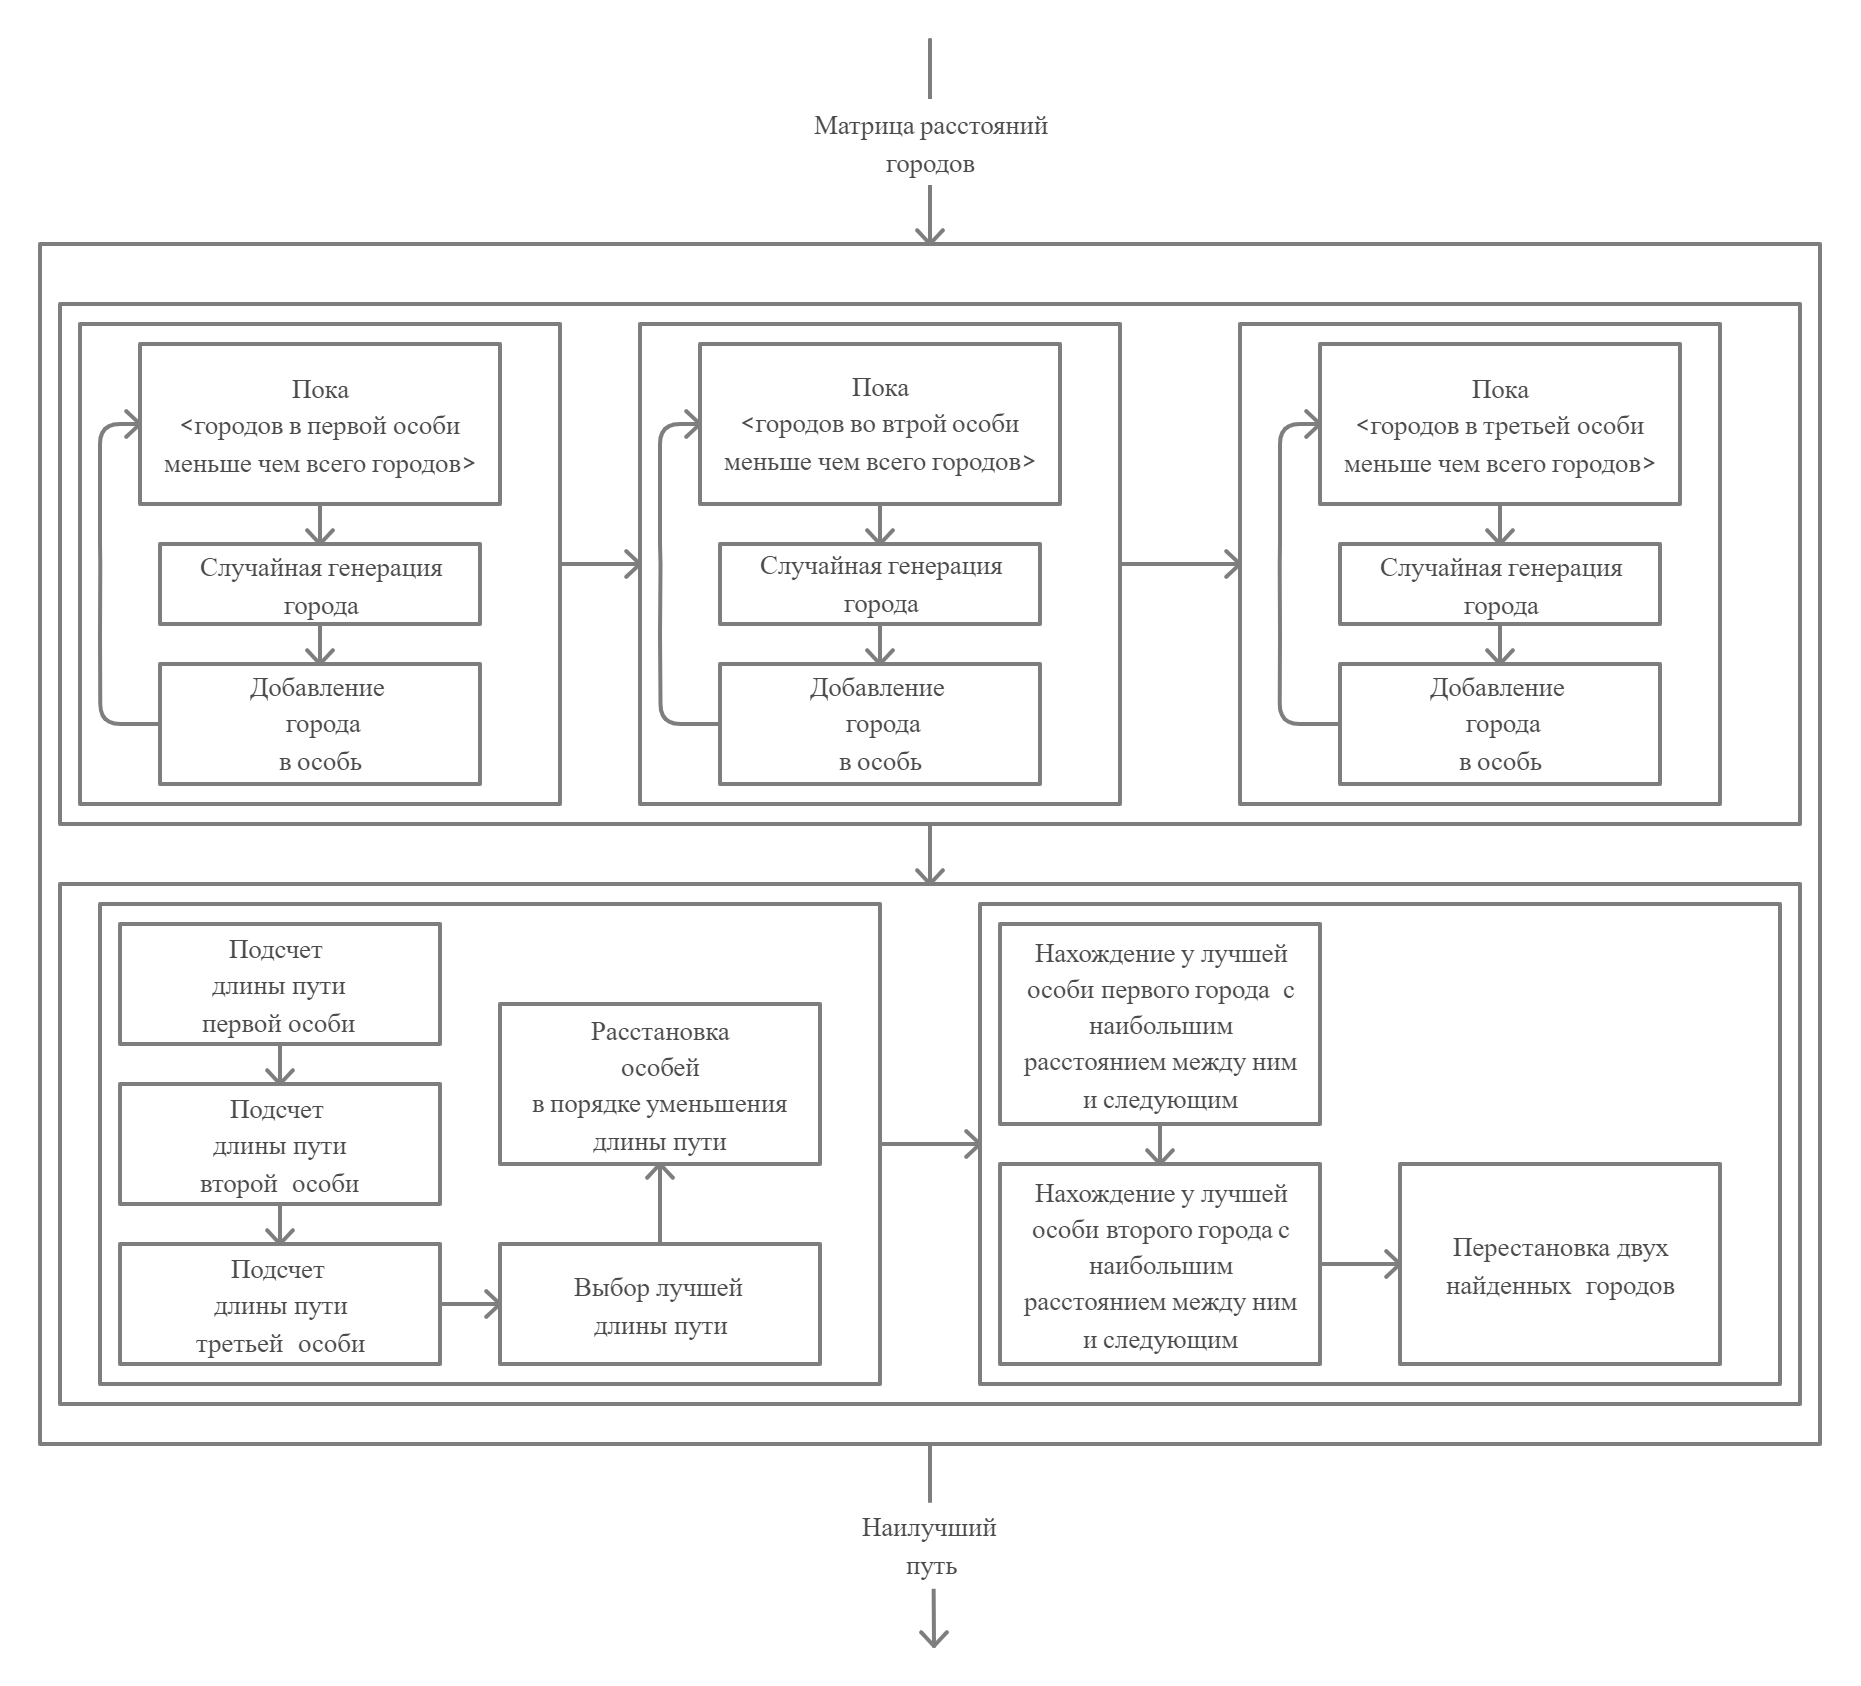 Матрица расстояний
городов
Пока
<городов в первой особи
меньше чем всего городов>
Случайная генерация
города
Добавление
города
в особь
Пока
<городов во втрой особи
меньше чем всего городов>
Случайная генерация
города
Добавление
города
в особь
Пока
<городов в третьей особи
меньше чем всего городов>
Случайная генерация
города
Добавление
города
в особь
Подсчет
длины пути
первой особи
Подсчет
длины пути
второй особи
Подсчет
длины пути
третьей особи
Выбор лучшей
длины пути
Расстановка
особей
в порядке уменьшения
длины пути
Нахождение у лучшей
особи первого города с
наибольшим
расстоянием между ним
и следующим
Нахождение у лучшей
особи второго города с
наибольшим
расстоянием между ним
и следующим
Перестановка двух
найденных городов
Наилучший
путь